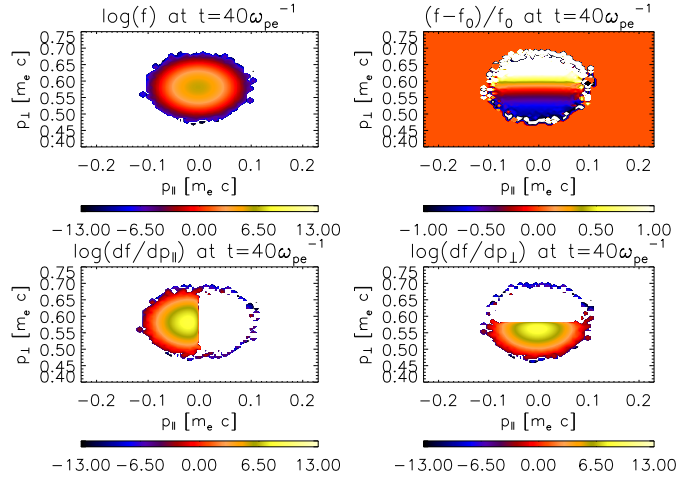 log(f) at t=40ω_pe^-1
0.75
0.70
0.65
0.60
0.55
0.50
0.45
0.40
p⊥ [m_e c]
-0.2 -0.1 0.0 0.1 0.2
p∥ [m_e c]
-13.00 -6.50 0.00 6.50 13.00
(f-f_0)/f_0 at t=40ω_pe^-1
0.75
0.70
0.65
0.60
0.55
0.50
0.45
0.40
p⊥ [m_e c]
-0.2 -0.1 0.0 0.1 0.2
p∥ [m_e c]
-1.00 -0.50 0.00 0.50 1.00
log(df/dp∥) at t=40ω_pe^-1
0.75
0.70
0.65
0.60
0.55
0.50
0.45
0.40
p⊥ [m_e c]
-0.2 -0.1 0.0 0.1 0.2
p∥ [m_e c]
-13.00 -6.50 0.00 6.50 13.00
log(df/dp⊥) at t=40ω_pe^-1
0.75
0.70
0.65
0.60
0.55
0.50
0.45
0.40
p⊥ [m_e c]
-0.2 -0.1 0.0 0.1 0.2
p∥ [m_e c]
-13.00 -6.50 0.00 6.50 13.00